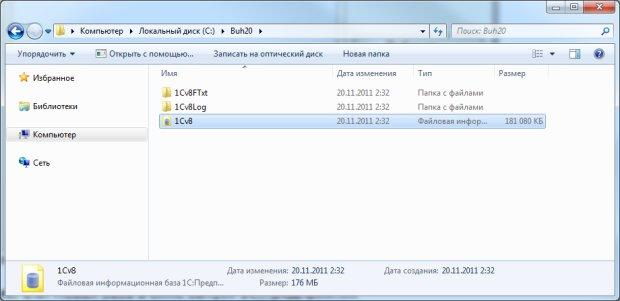 Компьютер ▸ Локальный диск (C:) ▸ Buh20 ▸
Поиск: Buh20
Упорядочить Открыть с помощью... Записать на оптический диск Новая папка
Имя Дата изменения Тип Размер
Избранное
Библиотеки
Компьютер
Сеть
1Cv8FTxt 20.11.2011 2:32 Папка с файлами
1Cv8Log 20.11.2011 2:32 Папка с файлами
1Cv8 20.11.2011 2:32 Файловая инфор... 181 080 КБ
1Cv8 Дата изменения: 20.11.2011 2:32 Дата создания: 20.11.2011 2:32
Файловая информационная база 1С:Предп... Размер: 176 МБ